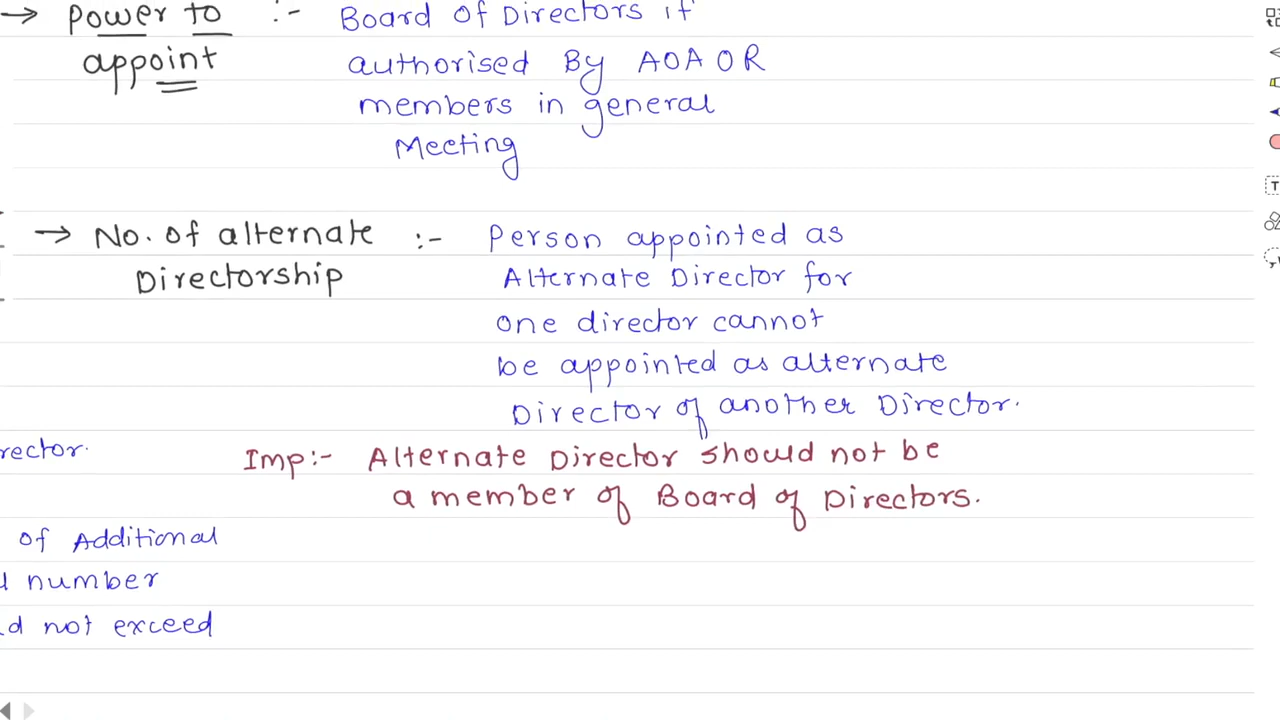 → Power to :- Board of Directors if
appoint authorised By AOA OR
members in general
Meeting
→ No. of alternate :- Person appointed as
Directorship Alternate Director for
one director cannot
be appointed as alternate
Director of another Director.
rector.
Imp:- Alternate Director should not be
a member of Board of Directors.
of Additional
number
not exceed